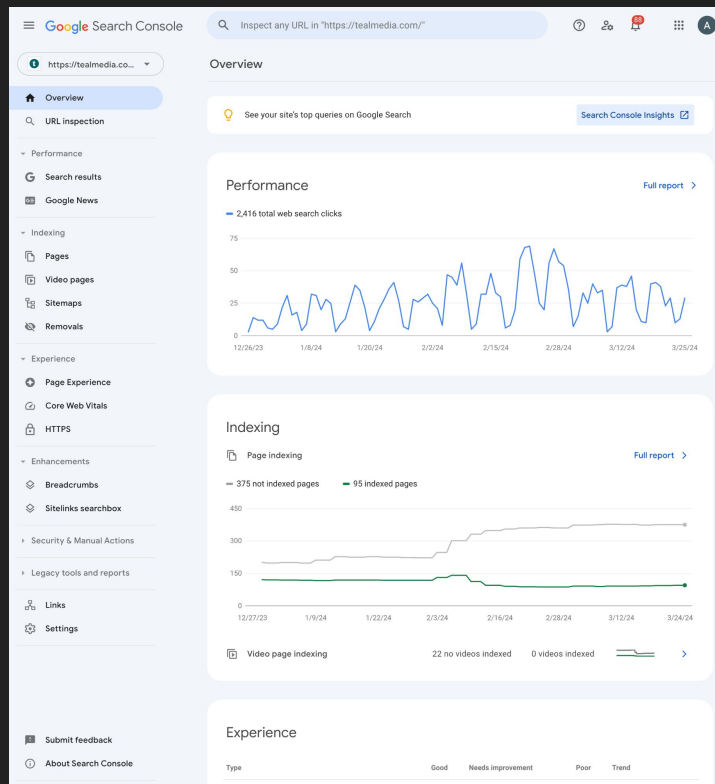 Google Search Console
Inspect any URL in "https://tealmedia.com/"
88
A
t https://tealmedia.co...
Overview
Overview
URL inspection
Performance
Search results
Google News
Indexing
Pages
Video pages
Sitemaps
Removals
Experience
Page Experience
Core Web Vitals
HTTPS
Enhancements
Breadcrumbs
Sitelinks searchbox
Security & Manual Actions
Legacy tools and reports
Links
Settings
Submit feedback
About Search Console
See your site's top queries on Google Search
Search Console Insights
Performance
Full report
2,416 total web search clicks
75
50
25
0
12/26/23 1/8/24 1/20/24 2/2/24 2/15/24 2/28/24 3/12/24 3/25/24
Indexing
Page indexing
Full report
375 not indexed pages 95 indexed pages
450
300
150
0
12/27/23 1/9/24 1/22/24 2/3/24 2/16/24 2/28/24 3/12/24 3/24/24
Video page indexing 22 no videos indexed 0 videos indexed
Experience
Type Good Needs improvement Poor Trend